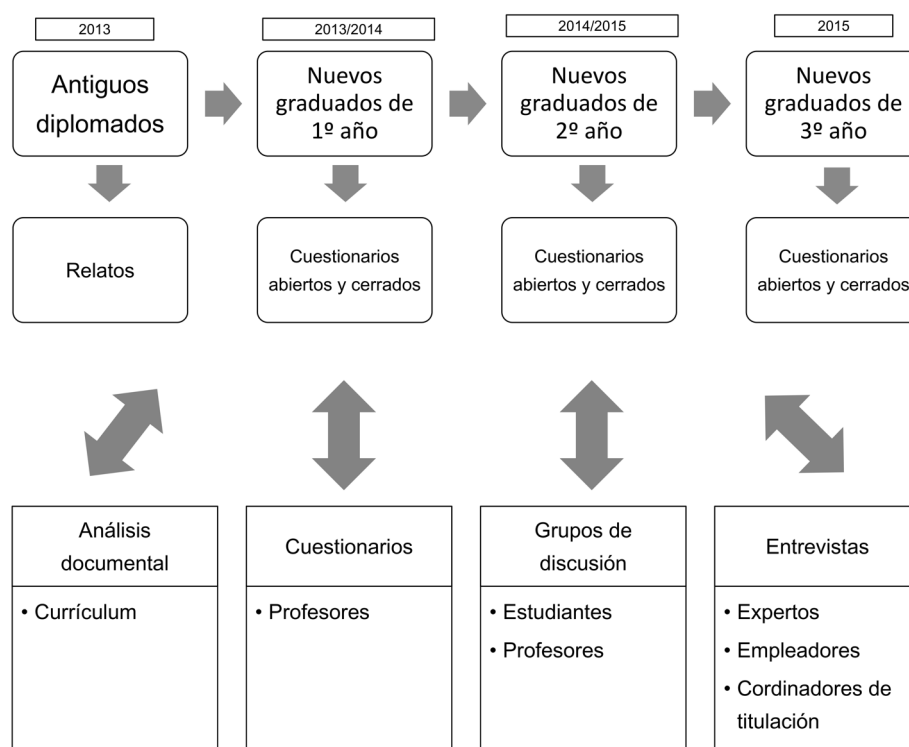 2013
2013/2014
2014/2015
2015
Antiguos
diplomados
Nuevos
graduados de
1º año
Nuevos
graduados de
2º año
Nuevos
graduados de
3º año
Relatos
Cuestionarios
abiertos y cerrados
Cuestionarios
abiertos y cerrados
Cuestionarios
abiertos y cerrados
Análisis
documental
• Currículum
Cuestionarios
• Profesores
Grupos de
discusión
• Estudiantes
• Profesores
Entrevistas
• Expertos
• Empleadores
• Cordinadores de
titulación